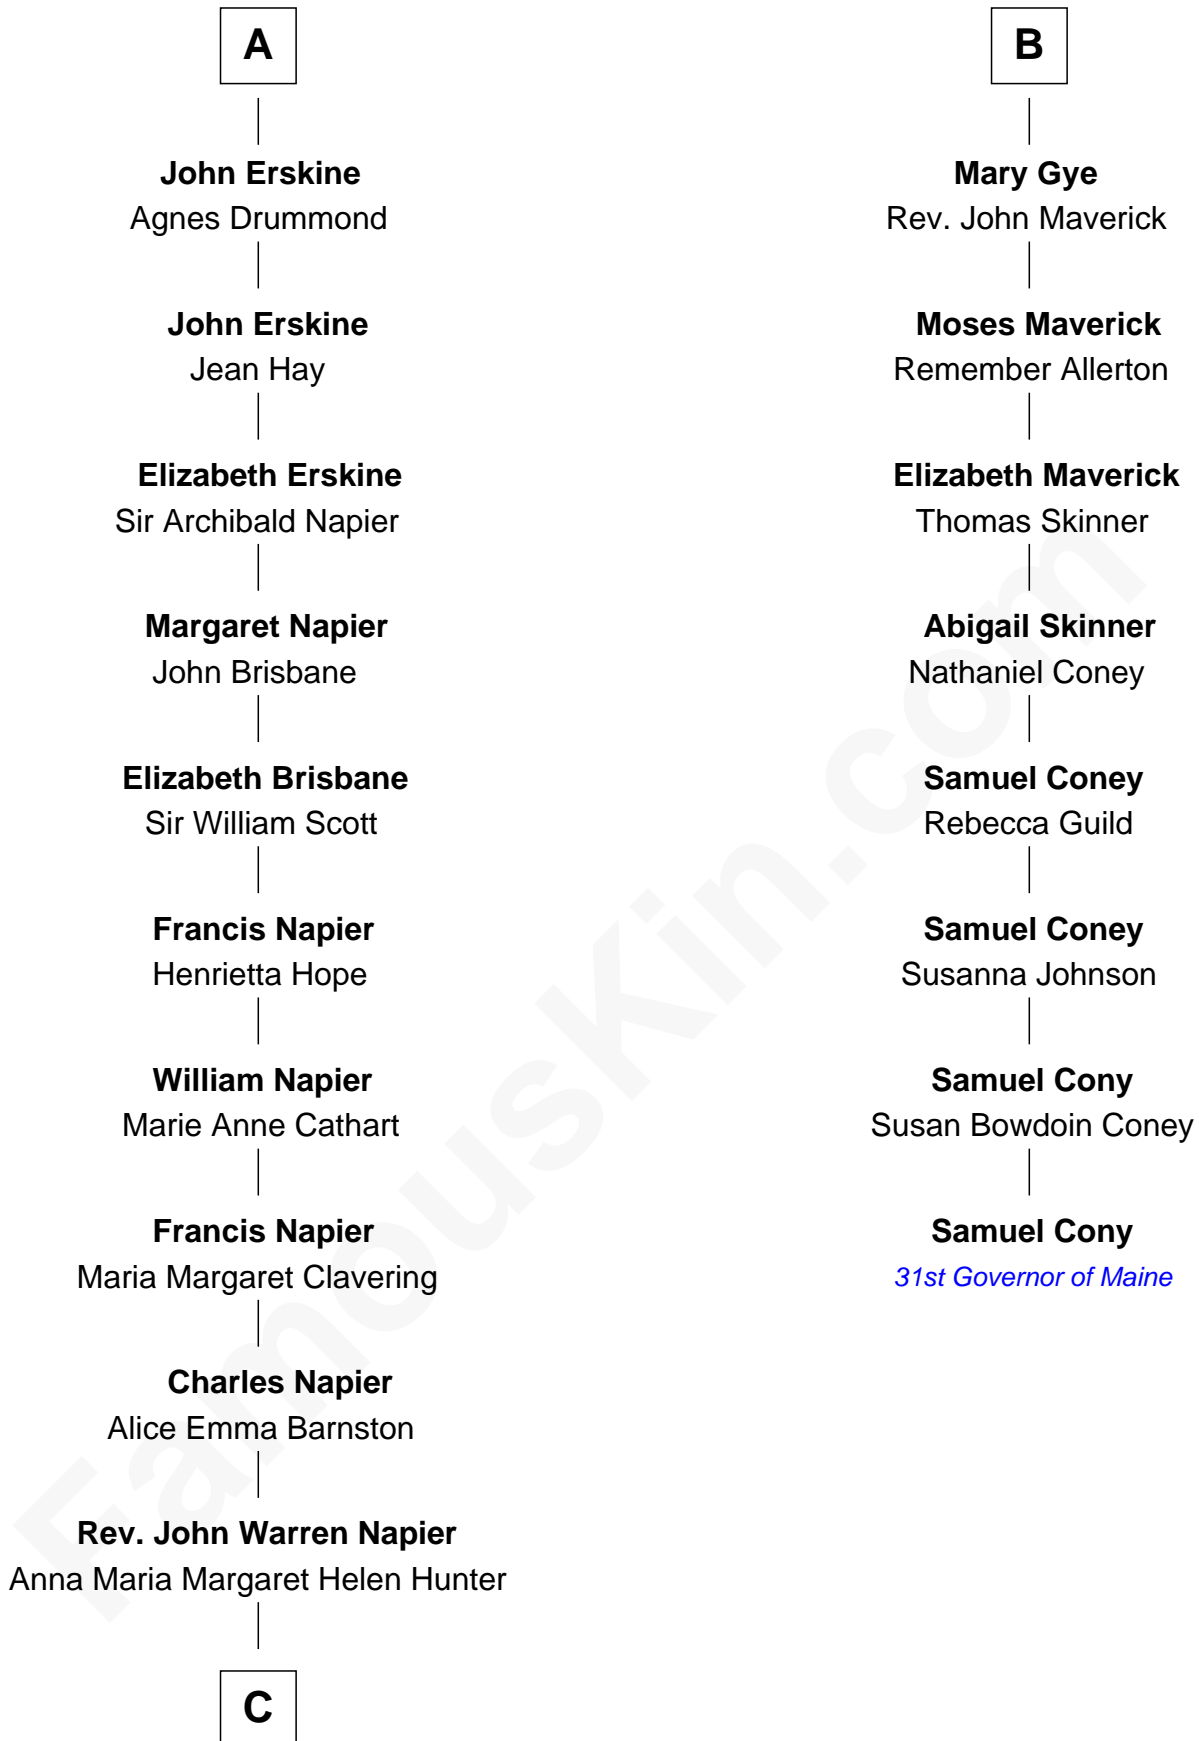 A
John Erskine
Agnes Drummond
John Erskine
Jean Hay
Elizabeth Erskine
Sir Archibald Napier
Margaret Napier
John Brisbane
Elizabeth Brisbane
Sir William Scott
Francis Napier
Henrietta Hope
William Napier
Marie Anne Cathart
Francis Napier
Maria Margaret Clavering
Charles Napier
Alice Emma Barnston
Rev. John Warren Napier
Anna Maria Margaret Helen Hunter
C
B
Mary Gye
Rev. John Maverick
Moses Maverick
Remember Allerton
Elizabeth Maverick
Thomas Skinner
Abigail Skinner
Nathaniel Coney
Samuel Coney
Rebecca Guild
Samuel Coney
Susanna Johnson
Samuel Cony
Susan Bowdoin Coney
Samuel Cony
31st Governor of Maine
FamousKin.com